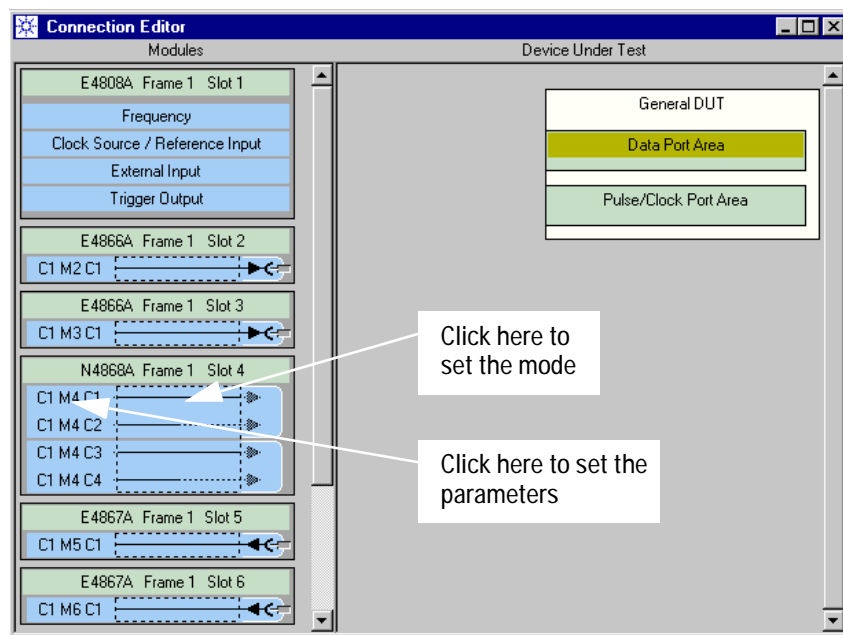 Connection Editor
Modules
Device Under Test
E4808A Frame 1 Slot 1
Frequency
Clock Source / Reference Input
External Input
Trigger Output
E4866A Frame 1 Slot 2
C1 M2 C1
E4866A Frame 1 Slot 3
C1 M3 C1
N4868A Frame 1 Slot 4
C1 M4 C1
C1 M4 C2
C1 M4 C3
C1 M4 C4
E4867A Frame 1 Slot 5
C1 M5 C1
E4867A Frame 1 Slot 6
C1 M6 C1
General DUT
Data Port Area
Pulse/Clock Port Area
Click here to
set the mode
Click here to set the
parameters